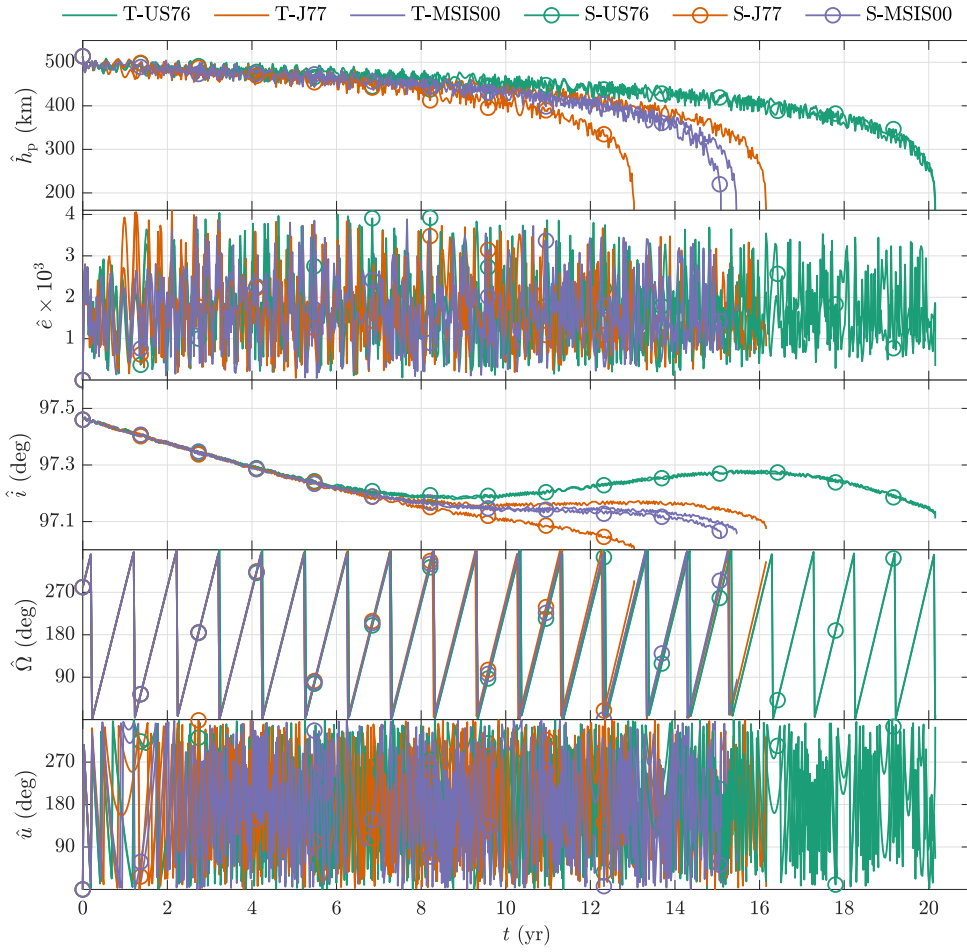 T-US76 T-J77 T-MSIS00 S-US76 S-J77 S-MSIS00
500
400
300
200
ĥp (km)
4
3
2
1
ê × 10³
97.5
97.3
97.1
î (deg)
270
180
90
Ω̂ (deg)
270
180
90
û (deg)
0 2 4 6 8 10 12 14 16 18 20
t (yr)